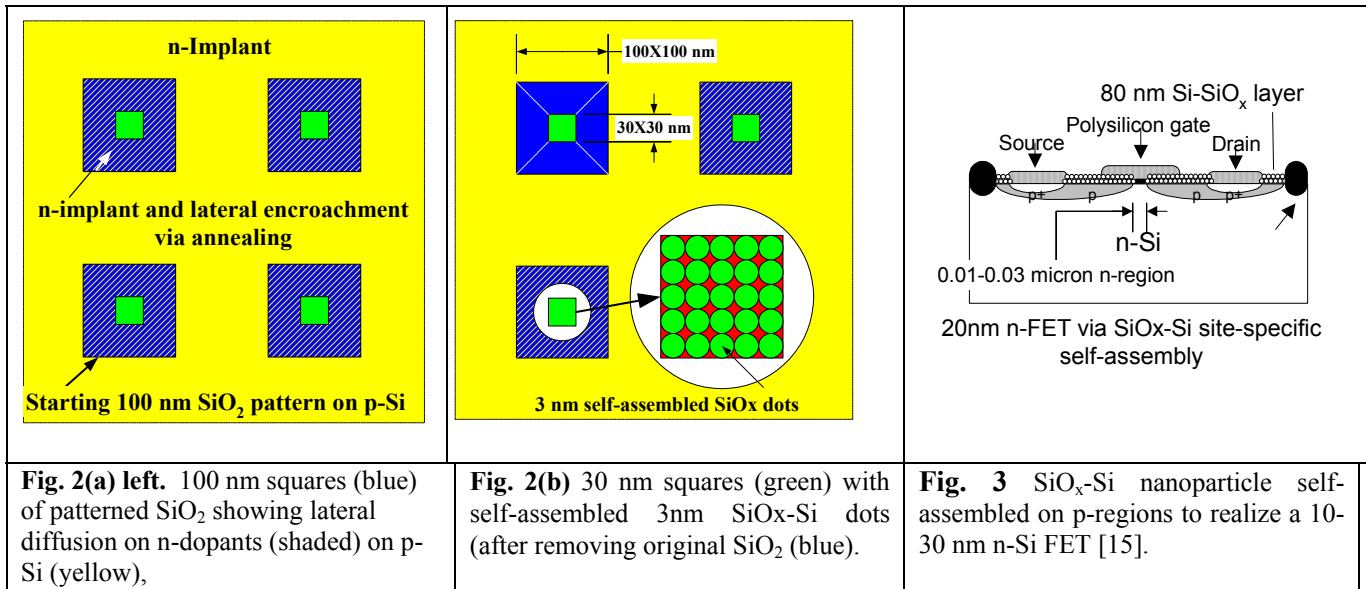 n-Implant
n-implant and lateral encroachment
via annealing
Starting 100 nm SiO₂ pattern on p-Si
100X100 nm
30X30 nm
3 nm self-assembled SiOx dots
80 nm Si-SiOₓ layer
Polysilicon gate
Source
Drain
p+
p
p
p+
n-Si
0.01-0.03 micron n-region
20nm n-FET via SiOx-Si site-specific
self-assembly
Fig. 2(a) left. 100 nm squares (blue)
of patterned SiO₂ showing lateral
diffusion on n-dopants (shaded) on p-
Si (yellow),
Fig. 2(b) 30 nm squares (green) with
self-assembled 3nm SiOx-Si dots
(after removing original SiO₂ (blue).
Fig. 3 SiOₓ-Si nanoparticle self-
assembled on p-regions to realize a 10-
30 nm n-Si FET [15].